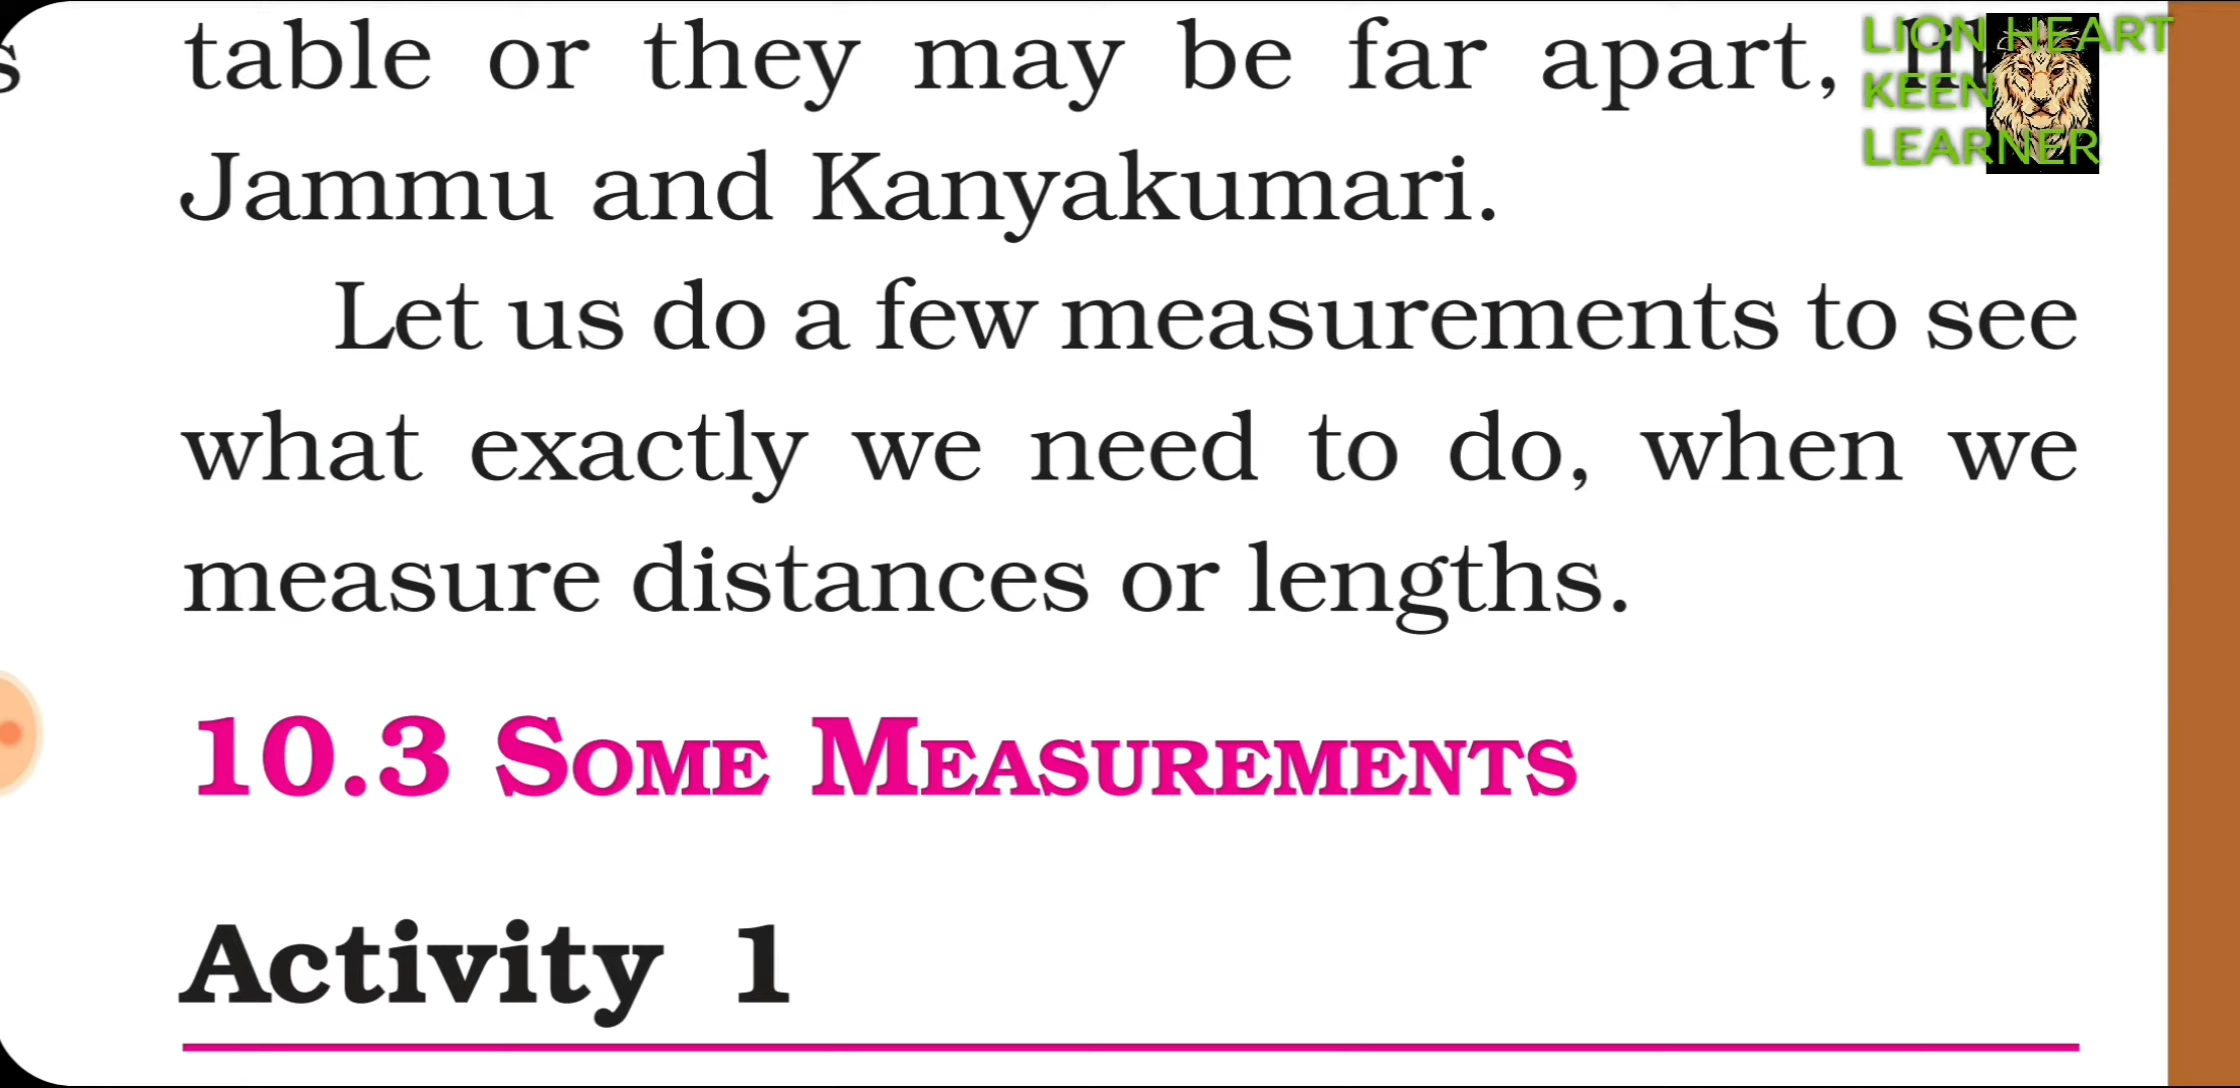 table or they may be far apart,
Jammu and Kanyakumari.
Let us do a few measurements to see
what exactly we need to do, when we
measure distances or lengths.
10.3 SOME MEASUREMENTS
Activity 1
LION HEART
KEEN
LEARNER